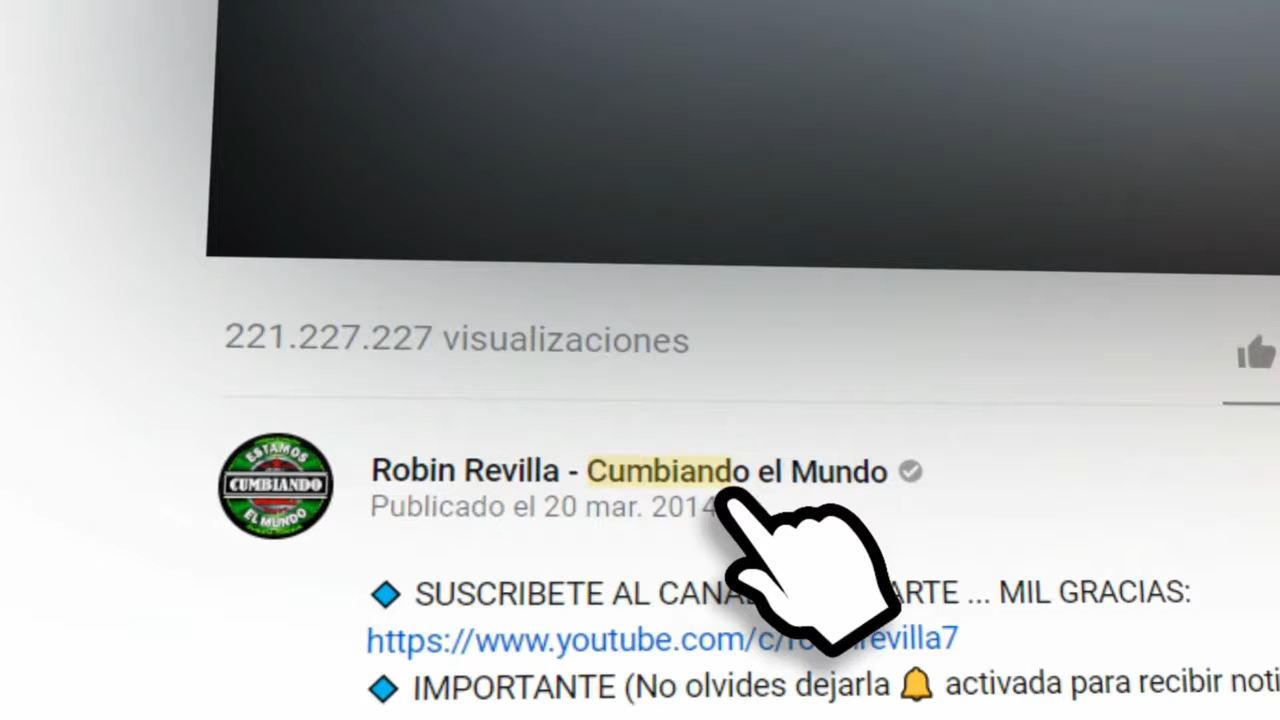 221.227.227 visualizaciones
ESTAMOS
CUMBIANDO
EL MUNDO
Robin Revilla - Cumbiando el Mundo
Publicado el 20 mar. 2014
SUSCRIBETE AL CANA ARTE ... MIL GRACIAS:
https://www.youtube.com/c/ro revilla7
IMPORTANTE (No olvides dejarla 🔔 activada para recibir noti